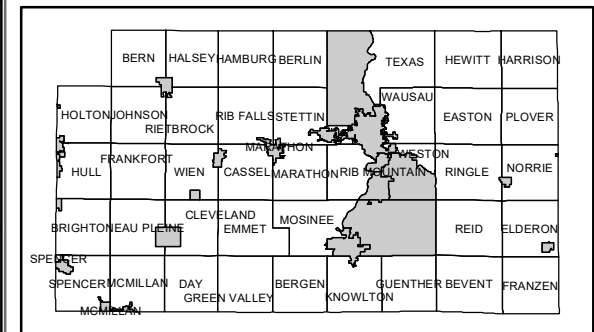 BERN HALSEY HAMBURG BERLIN TEXAS HEWITT HARRISON
WAUSAU
HOLTON JOHNSON RIB FALLS STETTIN EASTON PLOVER
RIETBROCK
MARATHON WESTON
FRANKFORT
HULL WIEN CASSEL MARATHON RIB MOUNTAIN RINGLE NORRIE
CLEVELAND MOSINEE
BRIGHTON EAU PLEINE EMMET REID ELDERON
SPENCER
SPENCER MCMILLAN DAY BERGEN GUENTHER BEVENT FRANZEN
GREEN VALLEY KNOWLTON
MCMILLAN